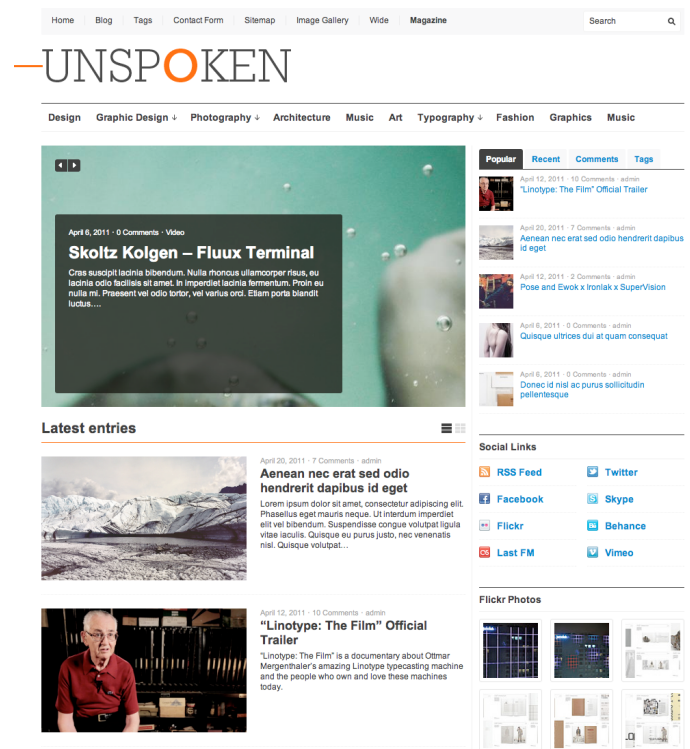 Home Blog Tags Contact Form Sitemap Image Gallery Wide Magazine Search
UNSPOKEN
Design Graphic Design ↓ Photography ↓ Architecture Music Art Typography ↓ Fashion Graphics Music
April 6, 2011 · 0 Comments · Video
Skoltz Kolgen – Fluux Terminal
Cras suscipit lacinia bibendum. Nulla rhoncus ullamcorper risus, eu
lacinia odio facilisis sit amet. In imperdiet lacinia fermentum. Proin eu
nulla mi. Praesent vel odio tortor, vel varius orci. Etiam porta blandit
luctus….
Latest entries
April 20, 2011 · 7 Comments · admin
Aenean nec erat sed odio
hendrerit dapibus id eget
Lorem ipsum dolor sit amet, consectetur adipiscing elit.
Phasellus eget mauris neque. Ut interdum imperdiet
elit vel bibendum. Suspendisse congue volutpat ligula
vitae iaculis. Quisque eu purus justo, nec venenatis
nisl. Quisque volutpat…
April 12, 2011 · 10 Comments · admin
“Linotype: The Film” Official
Trailer
"Linotype: The Film" is a documentary about Ottmar
Mergenthaler's amazing Linotype typecasting machine
and the people who own and love these machines
today.
Popular Recent Comments Tags
April 12, 2011 · 10 Comments · admin
“Linotype: The Film” Official Trailer
April 20, 2011 · 7 Comments · admin
Aenean nec erat sed odio hendrerit dapibus
id eget
April 12, 2011 · 2 Comments · admin
Pose and Ewok x Ironlak x SuperVision
April 6, 2011 · 0 Comments · admin
Quisque ultrices dui at quam consequat
April 6, 2011 · 0 Comments · admin
Donec id nisl ac purus sollicitudin
pellentesque
Social Links
RSS Feed Twitter
Facebook Skype
Flickr Behance
Last FM Vimeo
Flickr Photos